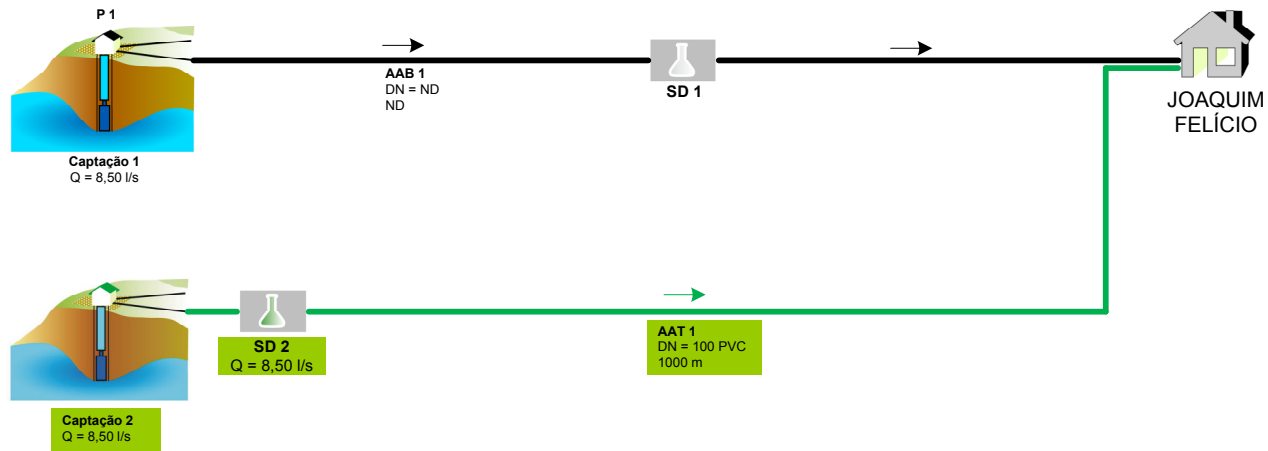 P 1
AAB 1
DN = ND
ND
SD 1
JOAQUIM
FELÍCIO
Captação 1
Q = 8,50 l/s
SD 2
Q = 8,50 l/s
AAT 1
DN = 100 PVC
1000 m
Captação 2
Q = 8,50 l/s